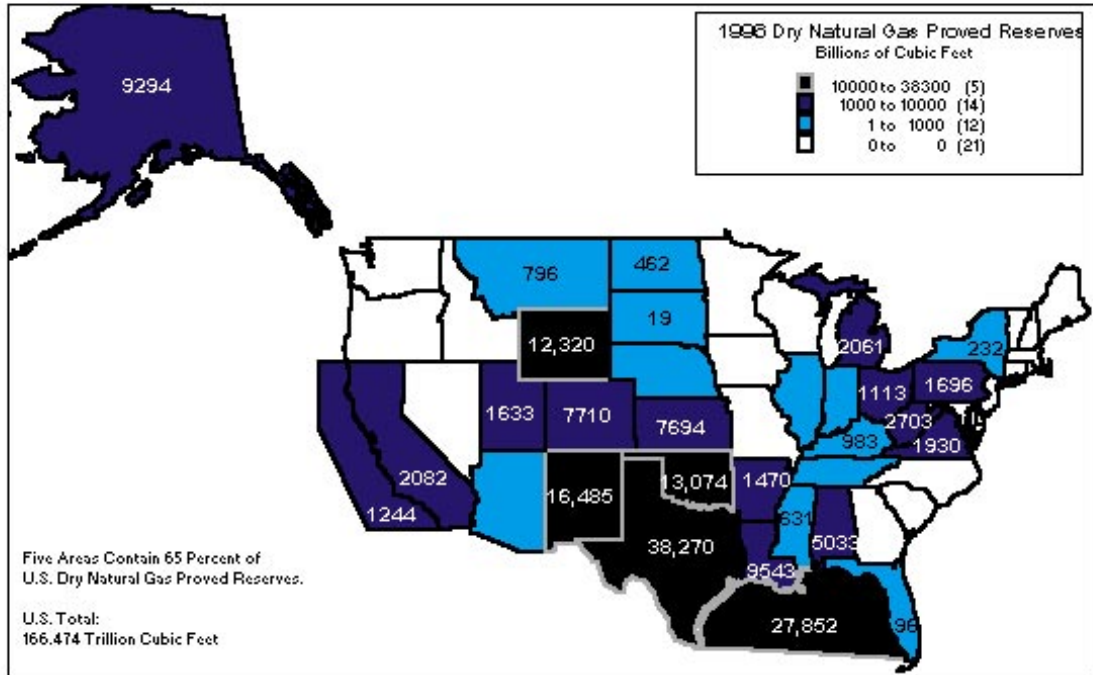 1996 Dry Natural Gas Proved Reserves
Billions of Cubic Feet
10000 to 38300 (5)
1000 to 10000 (14)
1 to 1000 (12)
0 to 0 (21)
9294
796
462
19
12,320
2061
232
1633
7710
7694
1113
1696
2703
983
1930
2082
1244
16,485
13,074
1470
631
38,270
5033
9543
27,852
96
Five Areas Contain 65 Percent of
U.S. Dry Natural Gas Proved Reserves.
U.S. Total:
166.474 Trillion Cubic Feet